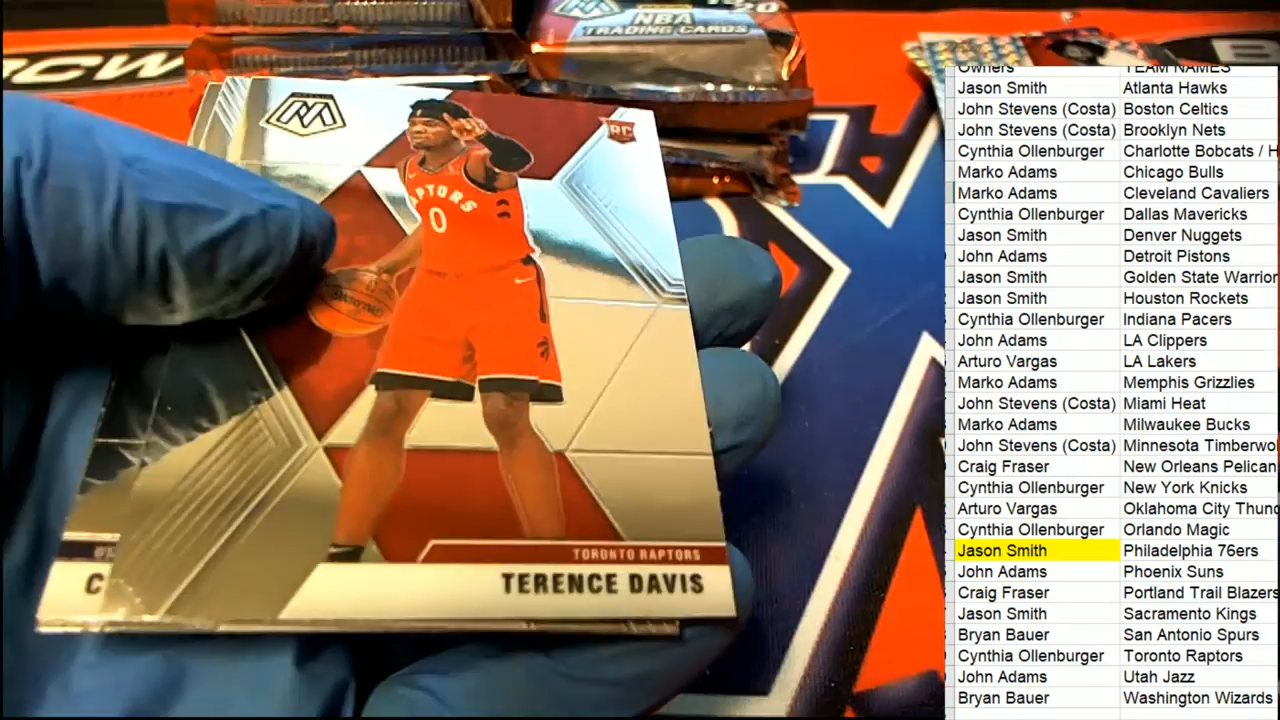 CW
NBA
TRADING CARDS
20
B
M
RC
RAPTORS
0
SPALDING
TORONTO RAPTORS
TERENCE DAVIS
C
Owners TEAM NAMES
Jason Smith Atlanta Hawks
John Stevens (Costa) Boston Celtics
John Stevens (Costa) Brooklyn Nets
Cynthia Ollenburger Charlotte Bobcats / H
Marko Adams Chicago Bulls
Marko Adams Cleveland Cavaliers
Cynthia Ollenburger Dallas Mavericks
Jason Smith Denver Nuggets
John Adams Detroit Pistons
Jason Smith Golden State Warrior
Jason Smith Houston Rockets
Cynthia Ollenburger Indiana Pacers
John Adams LA Clippers
Arturo Vargas LA Lakers
Marko Adams Memphis Grizzlies
John Stevens (Costa) Miami Heat
Marko Adams Milwaukee Bucks
John Stevens (Costa) Minnesota Timberwo
Craig Fraser New Orleans Pelican
Cynthia Ollenburger New York Knicks
Arturo Vargas Oklahoma City Thund
Cynthia Ollenburger Orlando Magic
Jason Smith Philadelphia 76ers
John Adams Phoenix Suns
Craig Fraser Portland Trail Blazers
Jason Smith Sacramento Kings
Bryan Bauer San Antonio Spurs
Cynthia Ollenburger Toronto Raptors
John Adams Utah Jazz
Bryan Bauer Washington Wizards